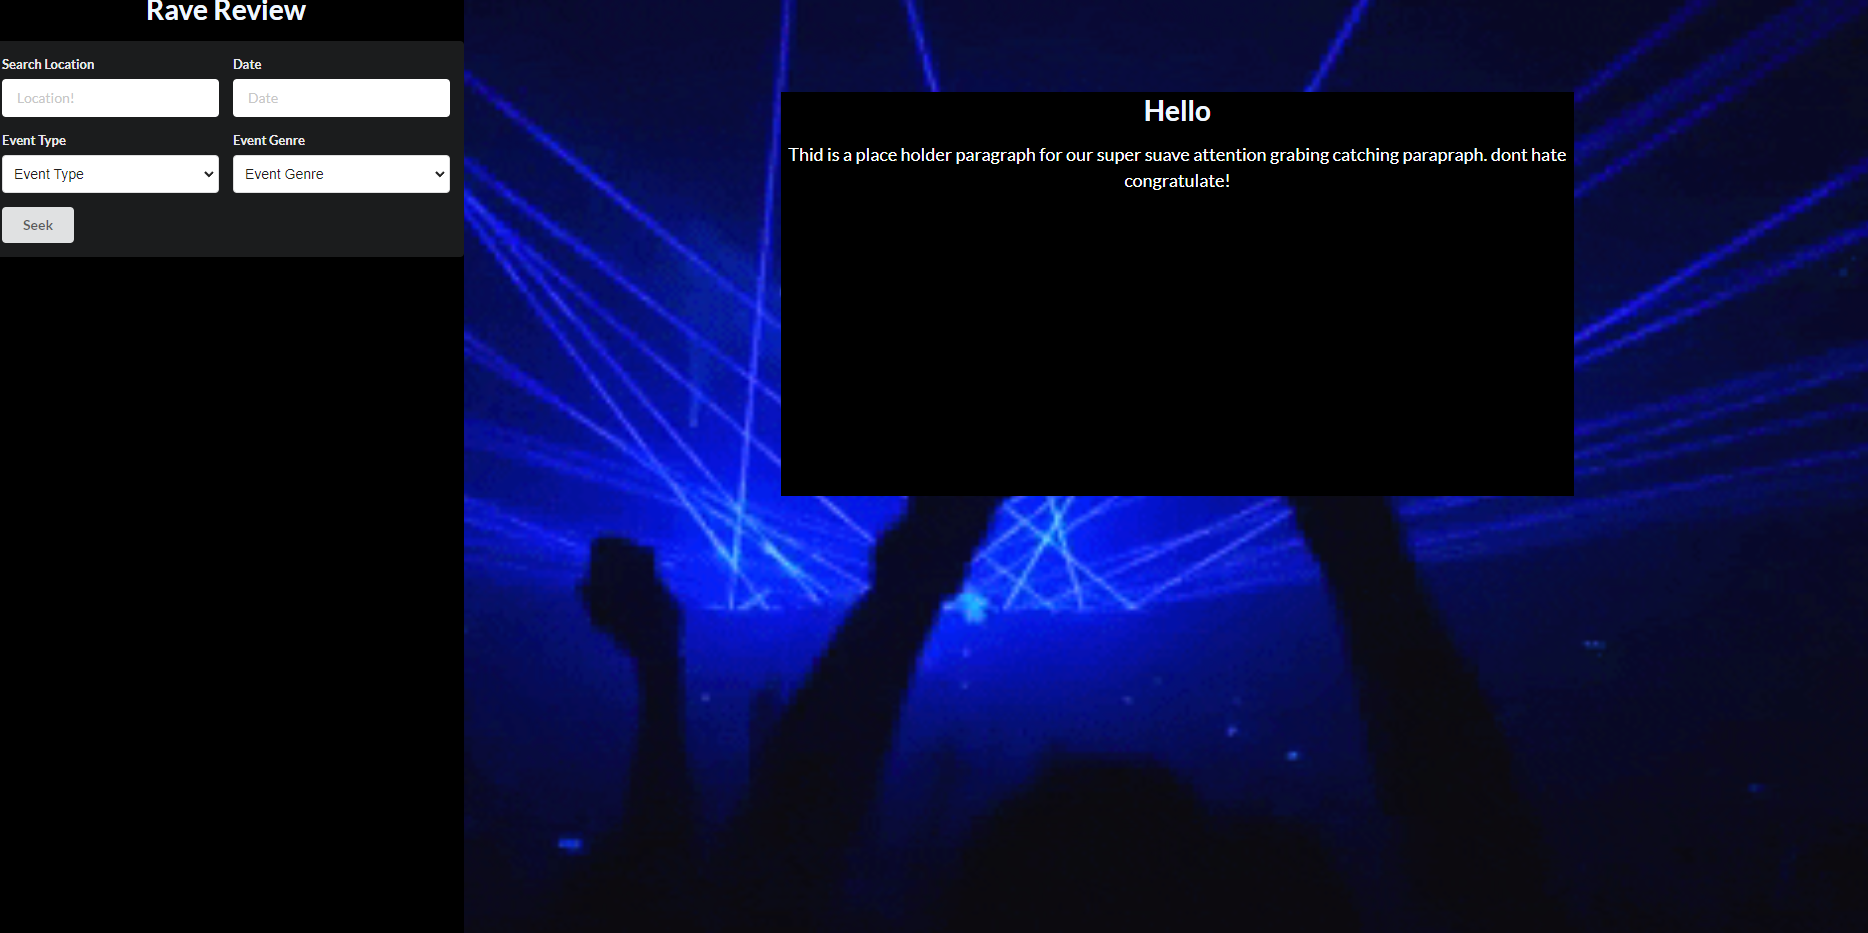 Rave Review
Search Location
Date
Location!
Date
Event Type
Event Genre
Event Type
Event Genre
Seek
Hello
Thid is a place holder paragraph for our super suave attention grabing catching parapraph. dont hate
congratulate!